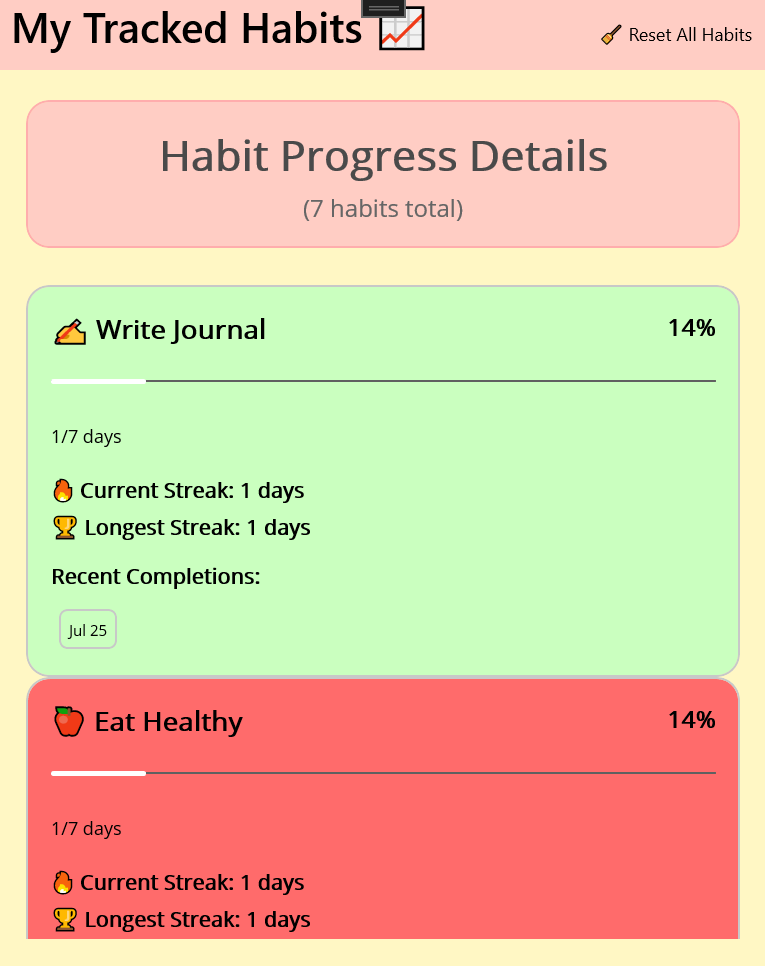 My Tracked Habits
Reset All Habits
Habit Progress Details
(7 habits total)
Write Journal
14%
1/7 days
Current Streak: 1 days
Longest Streak: 1 days
Recent Completions:
Jul 25
Eat Healthy
14%
1/7 days
Current Streak: 1 days
Longest Streak: 1 days